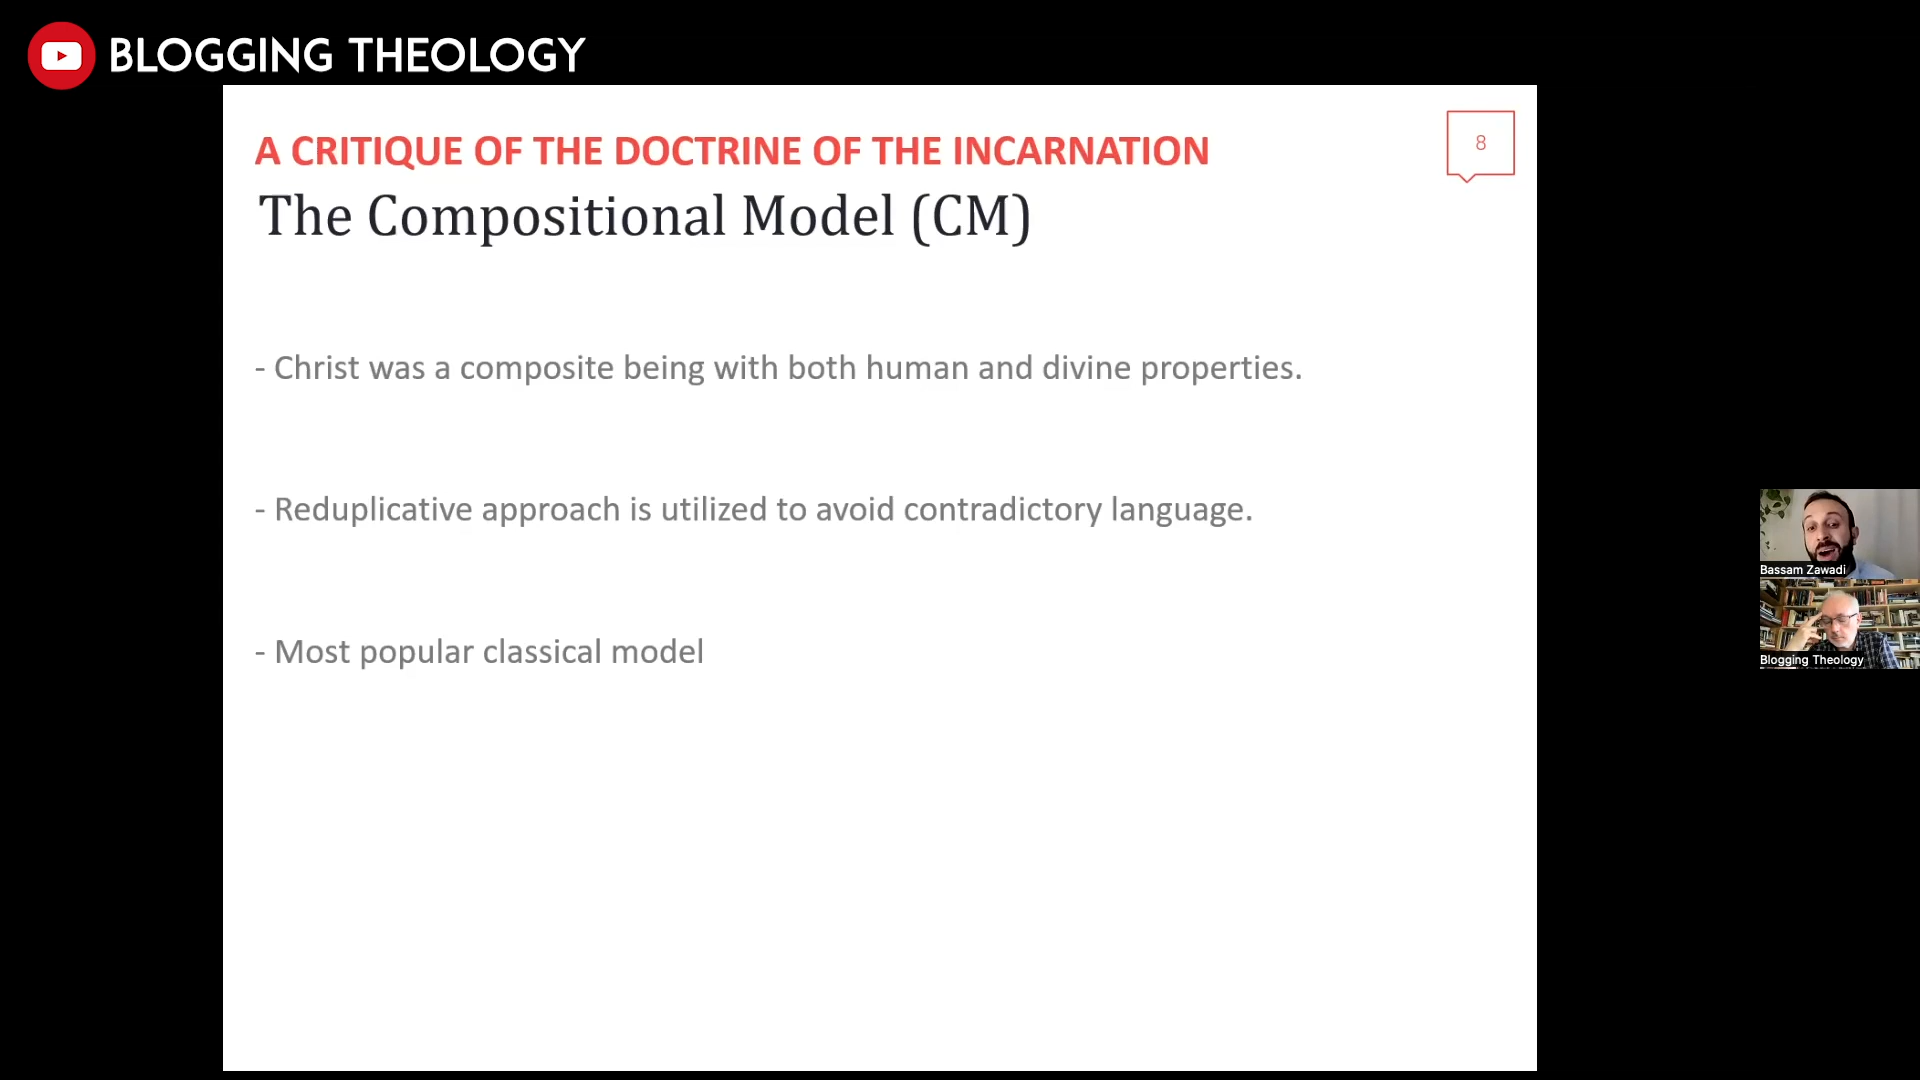 BLOGGING THEOLOGY
A CRITIQUE OF THE DOCTRINE OF THE INCARNATION
8
The Compositional Model (CM)
- Christ was a composite being with both human and divine properties.
- Reduplicative approach is utilized to avoid contradictory language.
- Most popular classical model
Bassam Zawadi
Blogging Theology